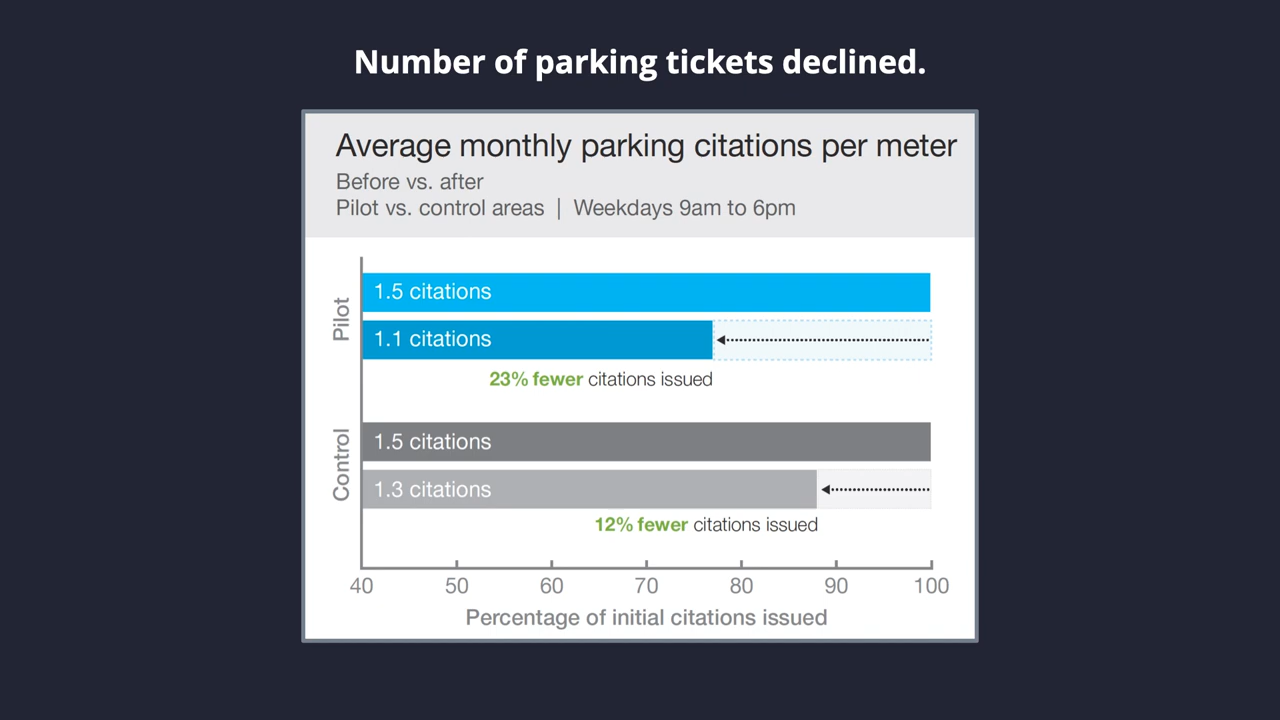 Number of parking tickets declined.
Average monthly parking citations per meter
Before vs. after
Pilot vs. control areas | Weekdays 9am to 6pm
Pilot
1.5 citations
1.1 citations
23% fewer citations issued
Control
1.5 citations
1.3 citations
12% fewer citations issued
40 50 60 70 80 90 100
Percentage of initial citations issued